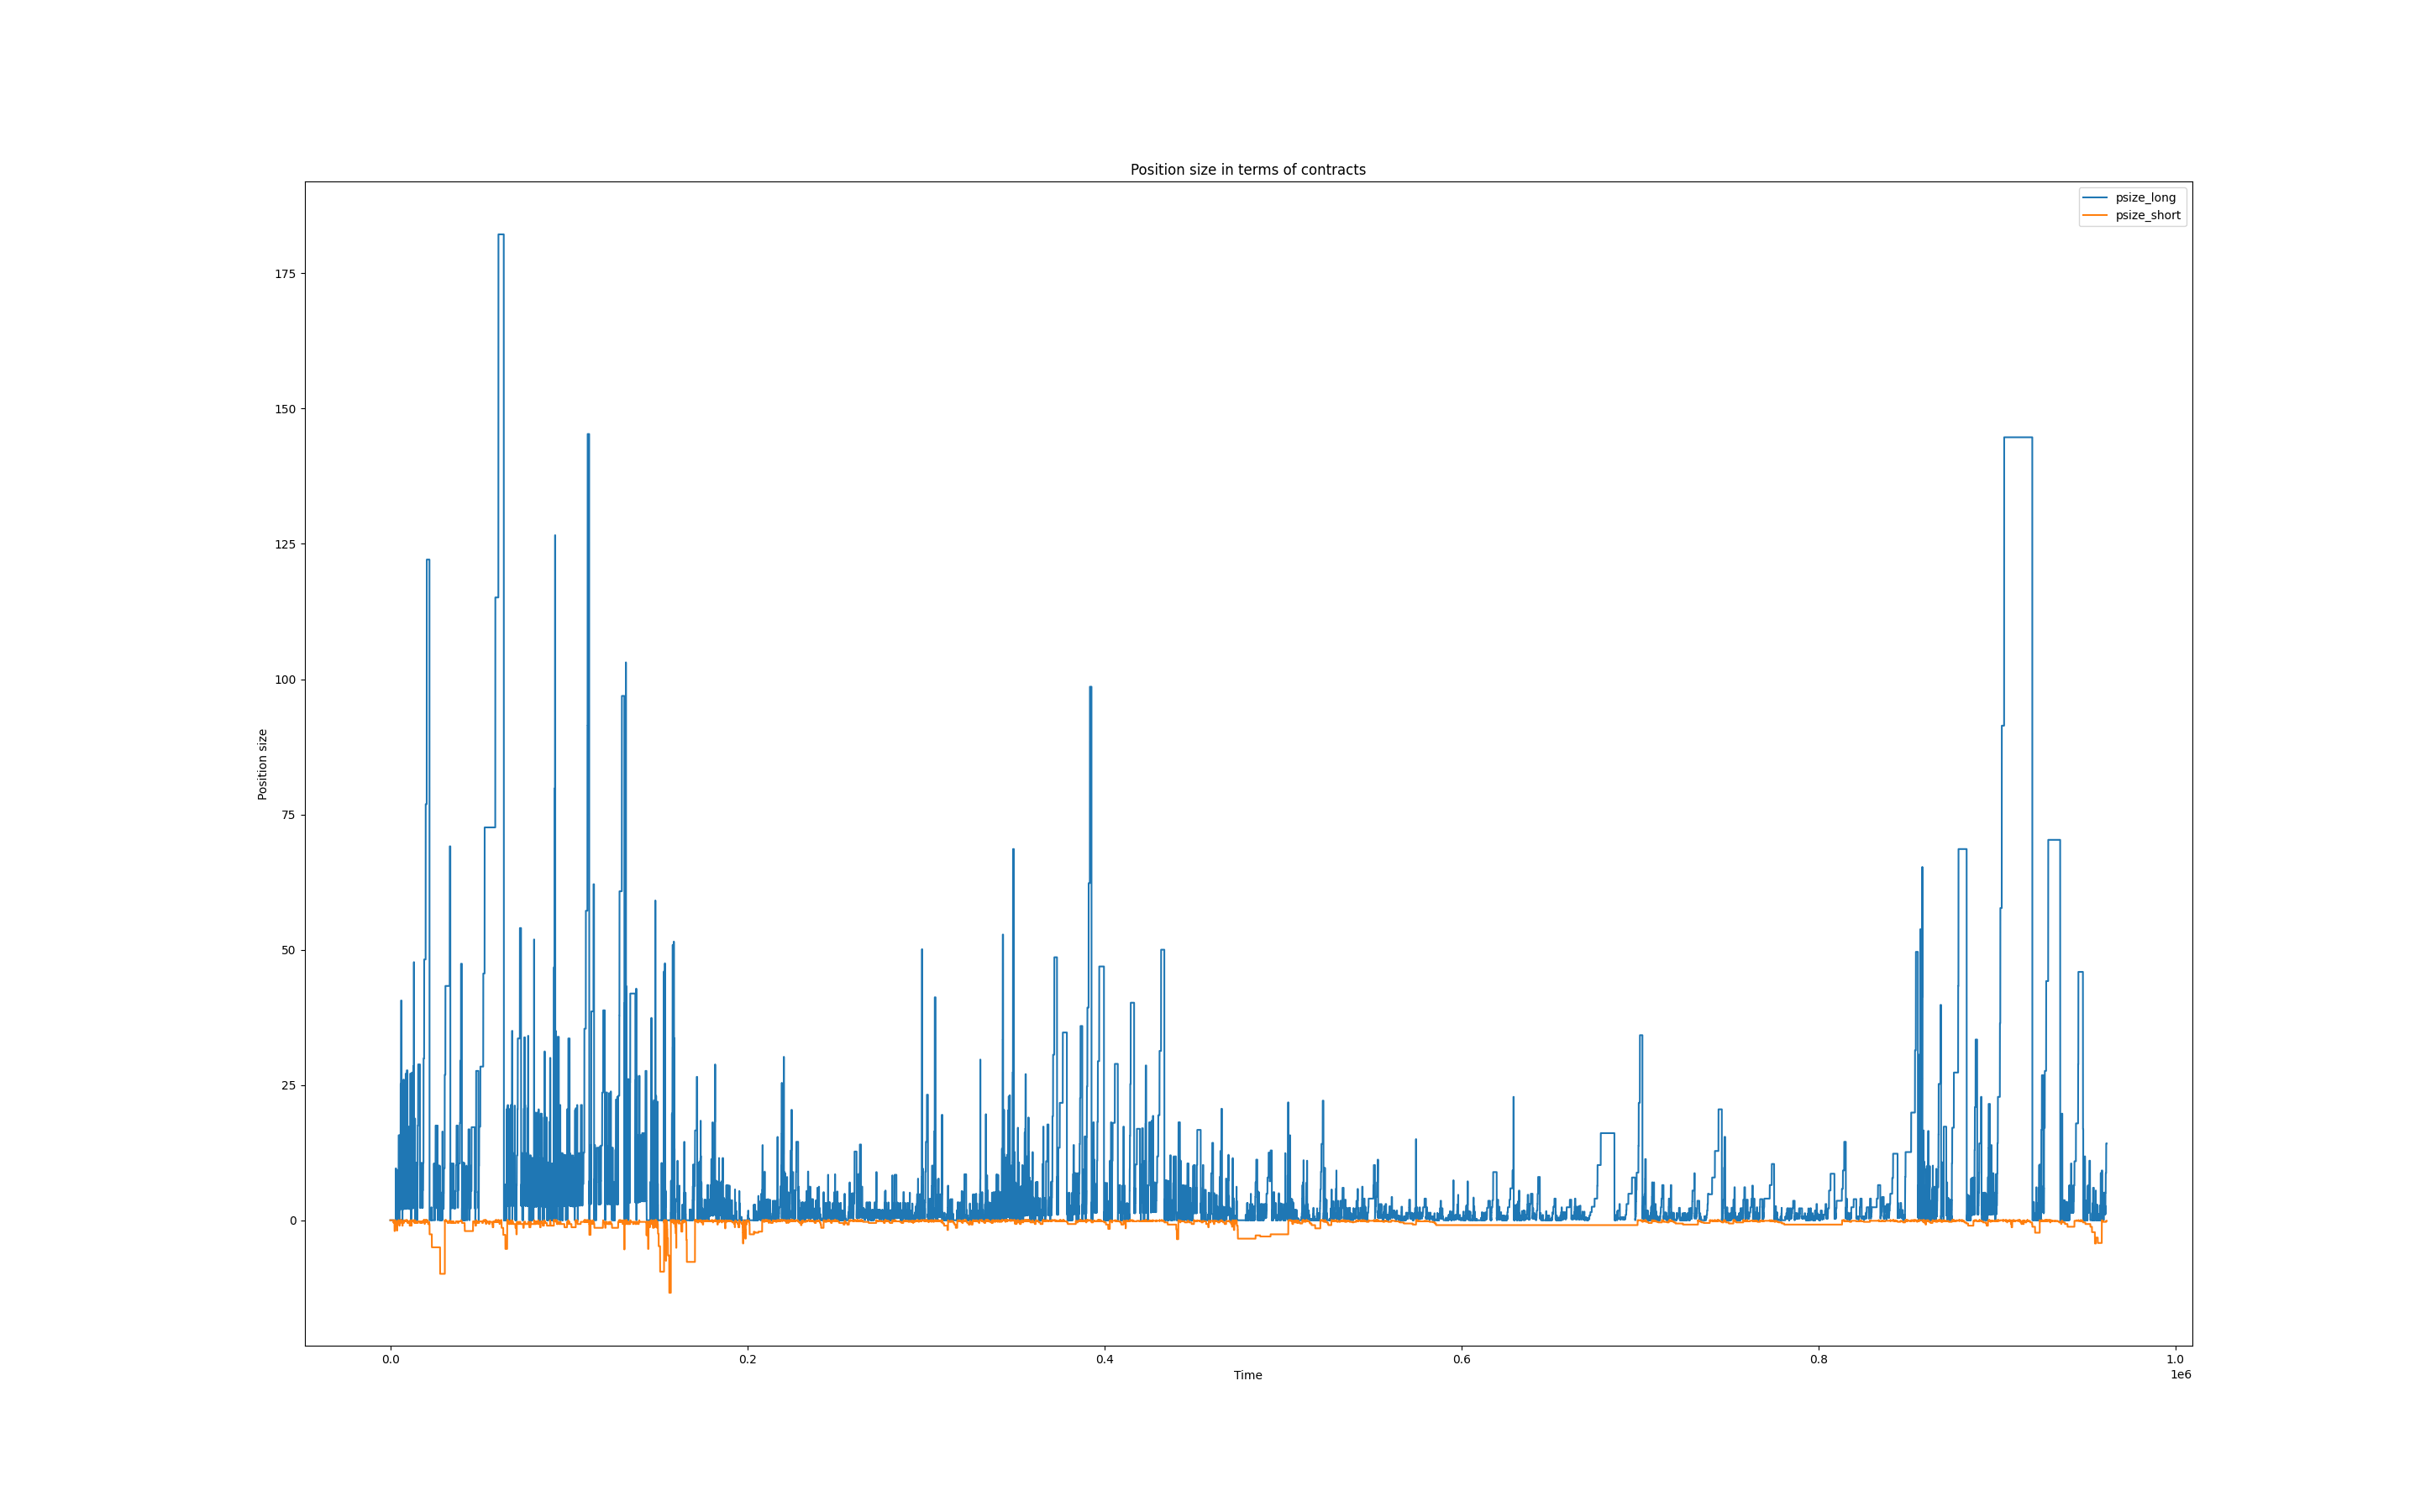 Position size in terms of contracts
psize_long
psize_short
175
150
125
100
75
50
25
0
Position size
0.0 0.2 0.4 0.6 0.8 1.0
Time
1e6